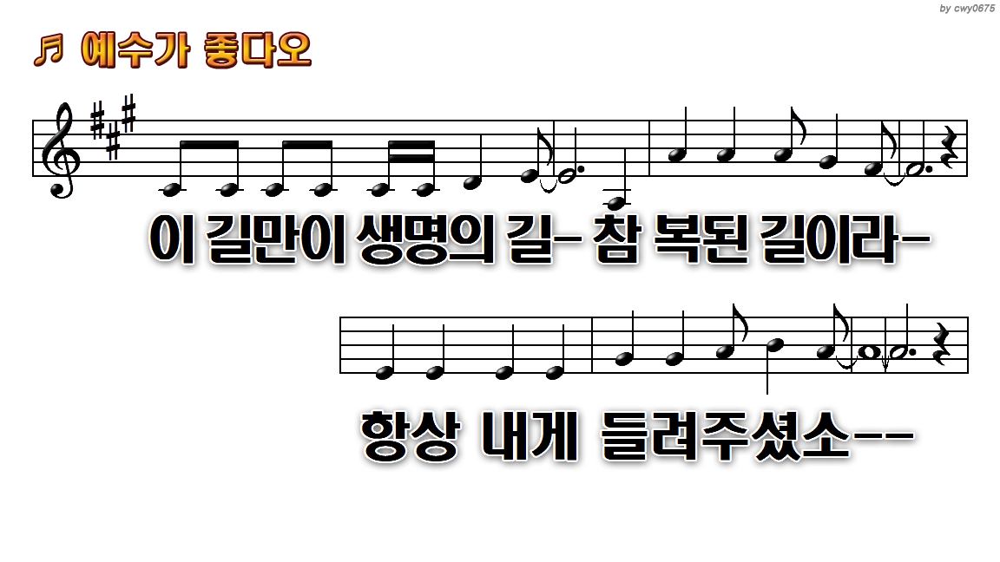 by cwy0675
♬ 예수가 좋다오
이 길만이 생명의 길- 참 복된 길이라-
항상 내게 들려주셨소--